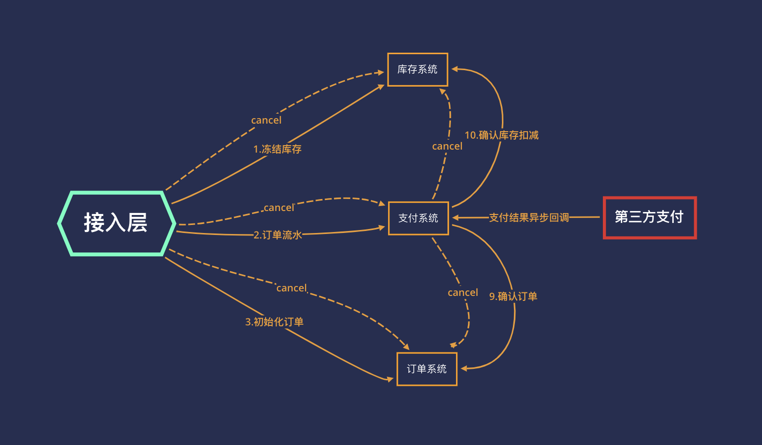 库存系统
cancel
1.冻结库存
10.确认库存扣减
cancel
接入层
cancel
2.订单流水
支付系统
支付结果异步回调
第三方支付
cancel
cancel
9.确认订单
3.初始化订单
订单系统